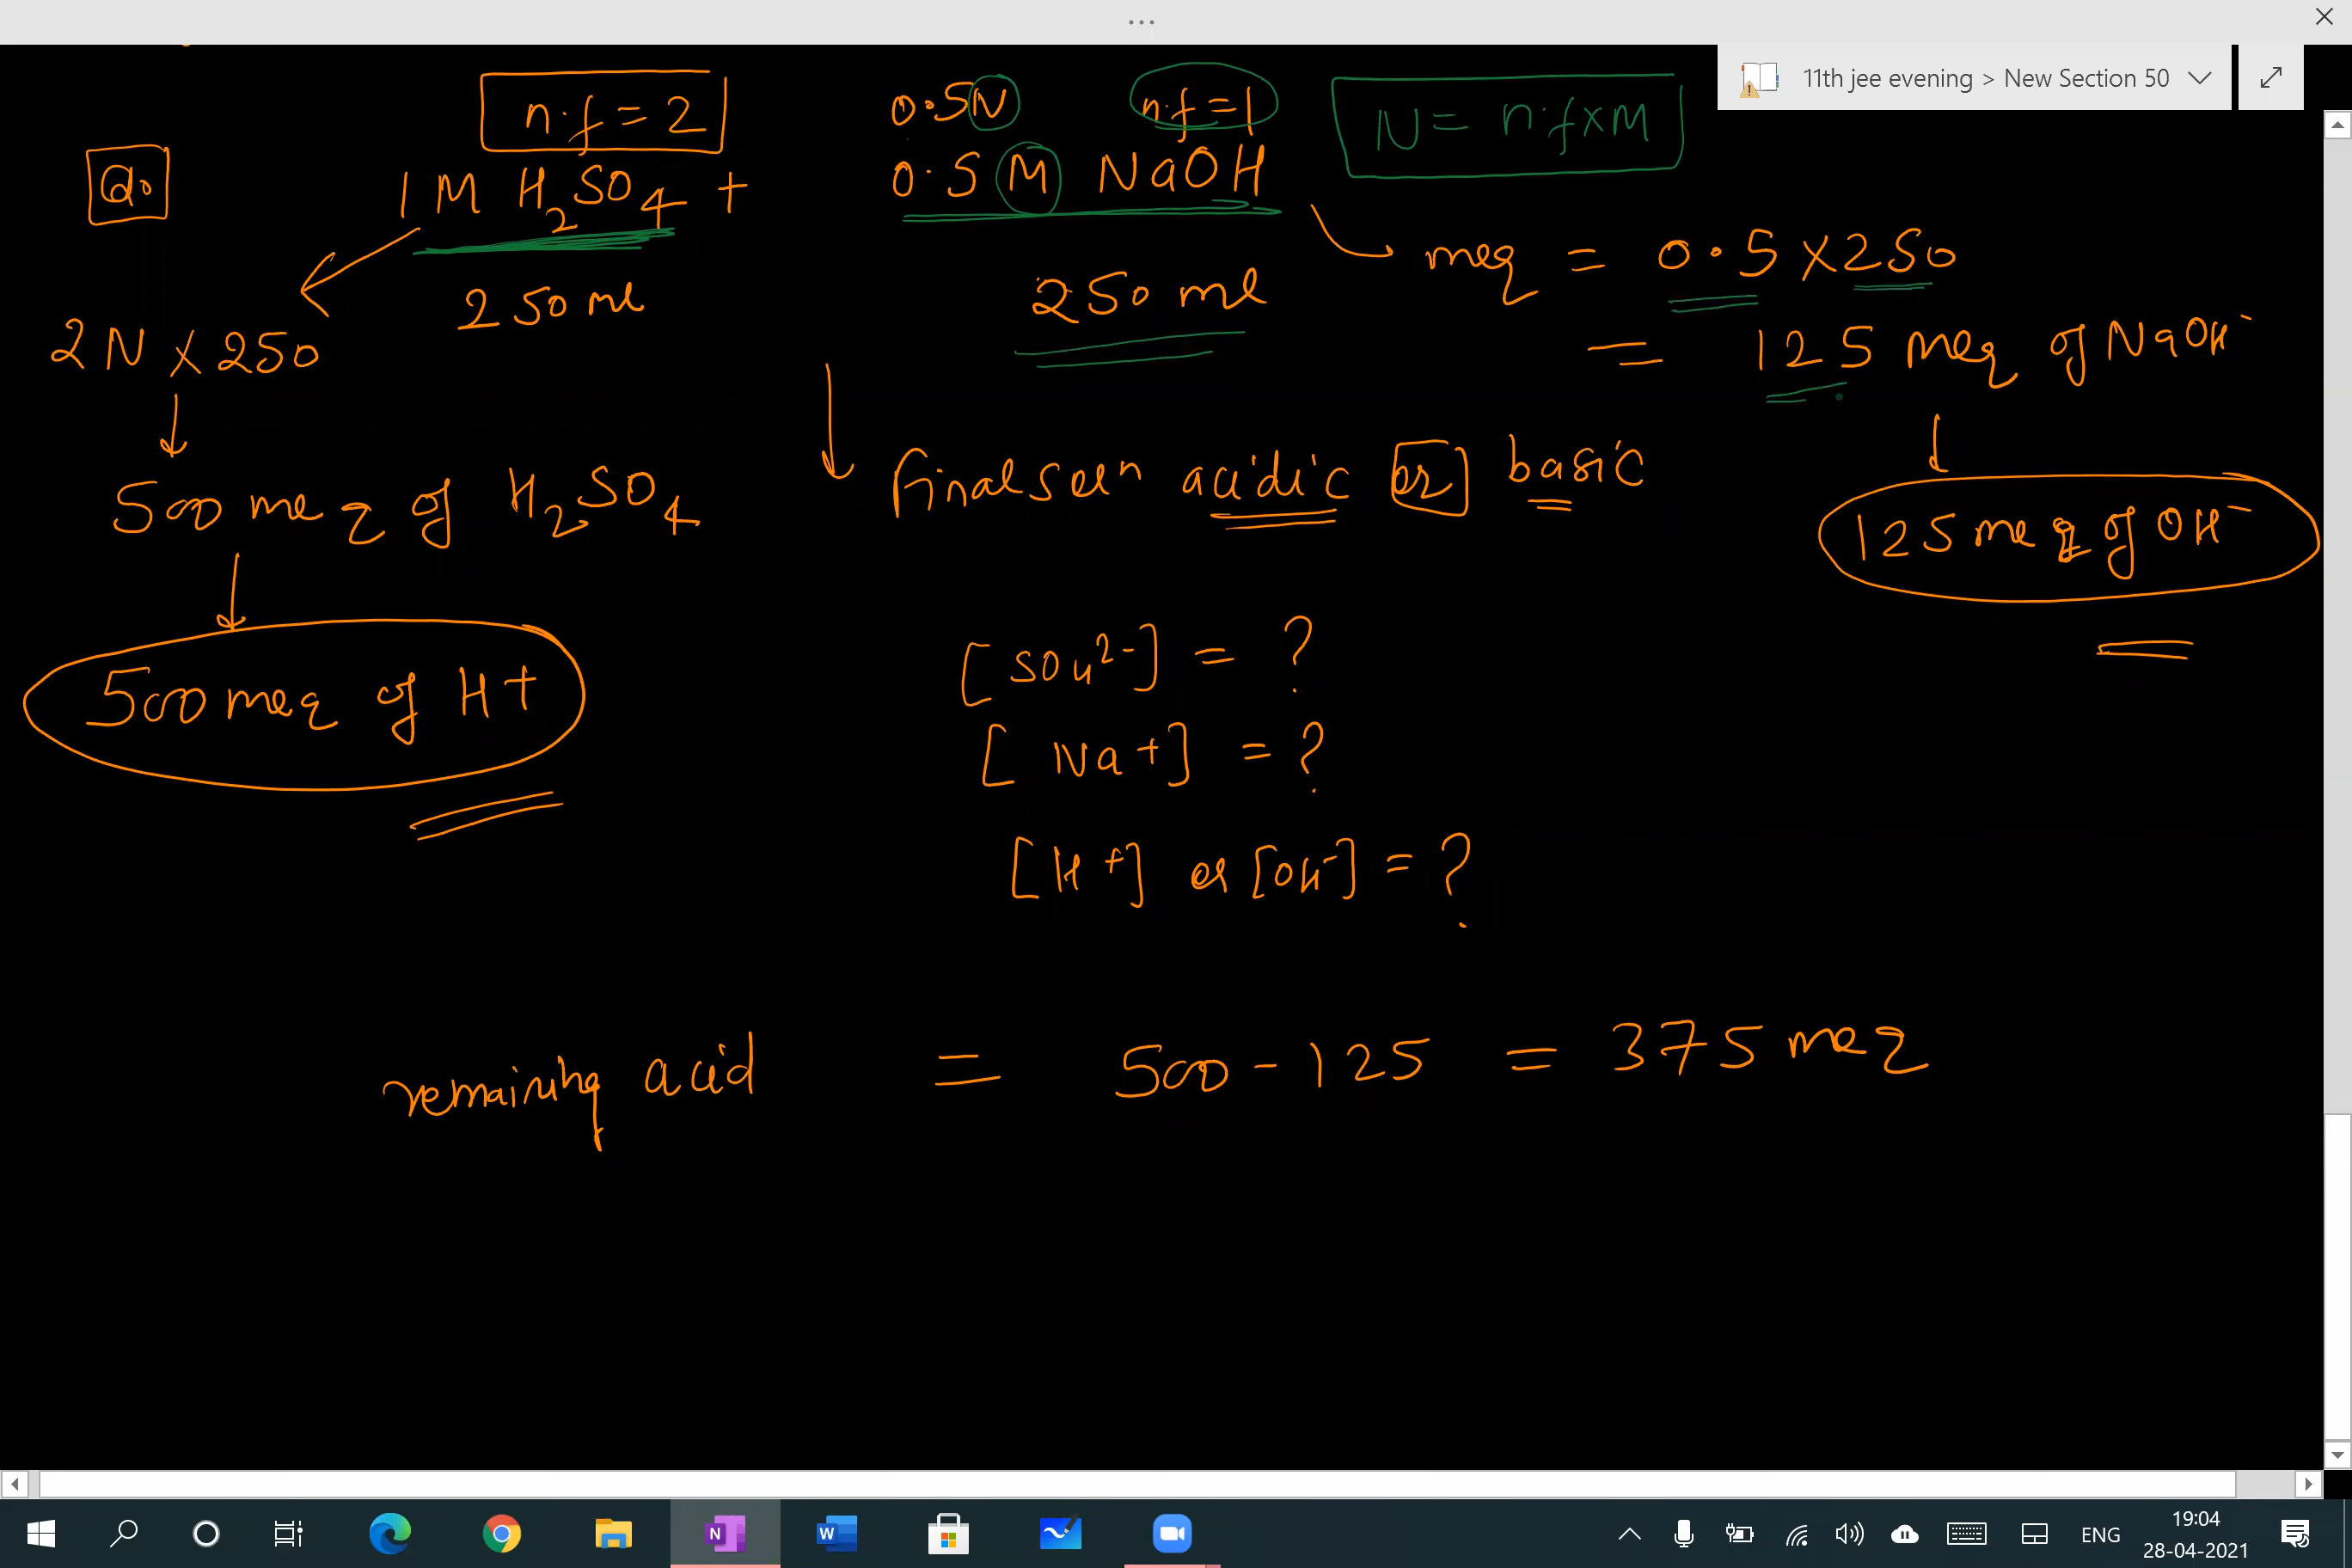 ...
11th jee evening > New Section 50
n.f = 2
0.5N n.f = 1
N = n.f x M
Q.
1 M H₂SO₄ + 0.5 M NaOH
250 ml 250 ml
meq = 0.5 x 250
2N x 250
= 125 meq of NaOH⁻
500 meq of H₂SO₄
Final soln acidic or basic
125 meq of OH⁻
500 meq of H+
[SO₄²⁻] = ?
[Na+] = ?
[H+] or [OH⁻] = ?
remaining acid = 500 - 125 = 375 meq
N
W
ENG
19:04
28-04-2021